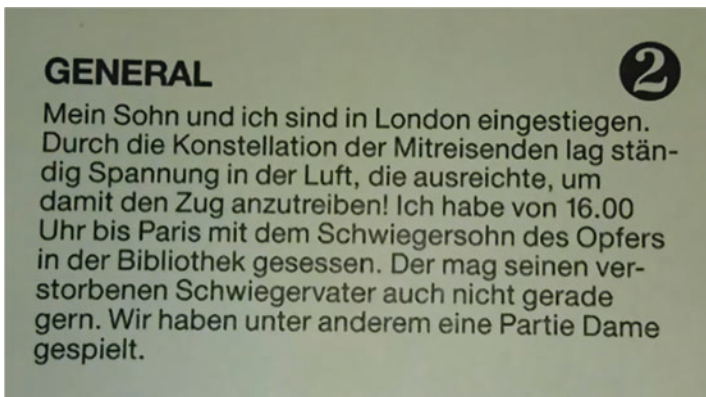 GENERAL 2
Mein Sohn und ich sind in London eingestiegen.
Durch die Konstellation der Mitreisenden lag stän-
dig Spannung in der Luft, die ausreichte, um
damit den Zug anzutreiben! Ich habe von 16.00
Uhr bis Paris mit dem Schwiegersohn des Opfers
in der Bibliothek gesessen. Der mag seinen ver-
storbenen Schwiegervater auch nicht gerade
gern. Wir haben unter anderem eine Partie Dame
gespielt.